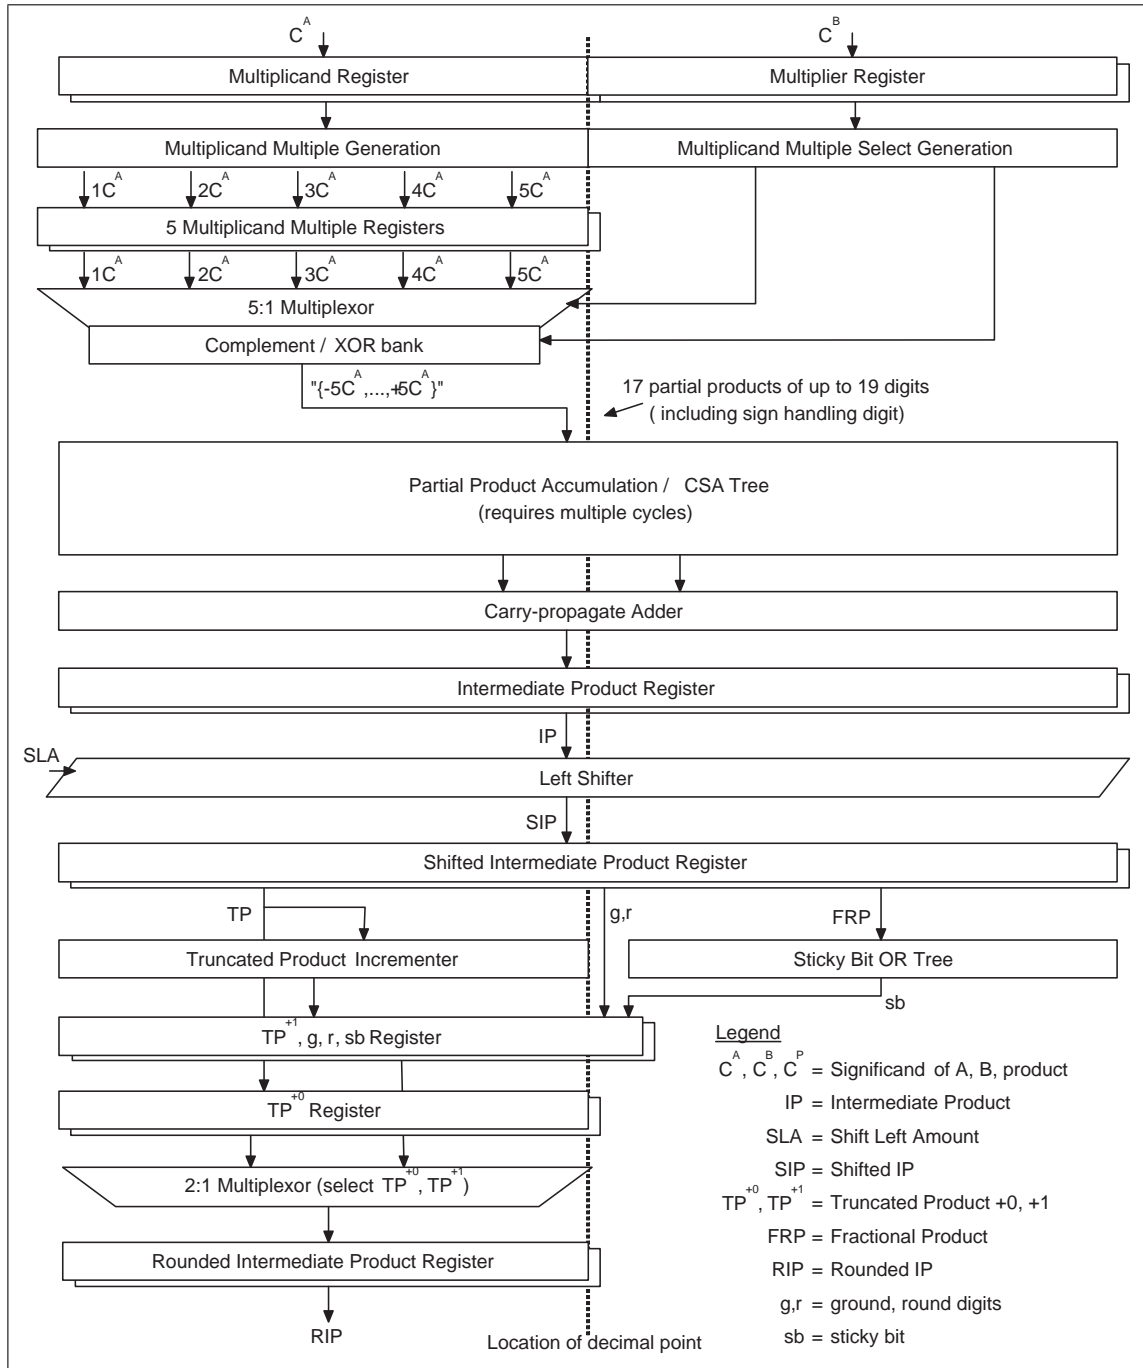 C^A
C^B
Multiplicand Register
Multiplier Register
Multiplicand Multiple Generation
Multiplicand Multiple Select Generation
1C^A 2C^A 3C^A 4C^A 5C^A
5 Multiplicand Multiple Registers
1C^A 2C^A 3C^A 4C^A 5C^A
5:1 Multiplexor
Complement / XOR bank
"{-5C^A,...,+5C^A}"
17 partial products of up to 19 digits
( including sign handling digit)
Partial Product Accumulation / CSA Tree
(requires multiple cycles)
Carry-propagate Adder
Intermediate Product Register
IP
SLA
Left Shifter
SIP
Shifted Intermediate Product Register
TP
g,r
FRP
Truncated Product Incrementer
Sticky Bit OR Tree
sb
TP^+1, g, r, sb Register
TP^+0 Register
2:1 Multiplexor (select TP^+0, TP^+1)
Rounded Intermediate Product Register
RIP
Location of decimal point
Legend
C^A, C^B, C^P = Significand of A, B, product
IP = Intermediate Product
SLA = Shift Left Amount
SIP = Shifted IP
TP^+0, TP^+1 = Truncated Product +0, +1
FRP = Fractional Product
RIP = Rounded IP
g,r = ground, round digits
sb = sticky bit